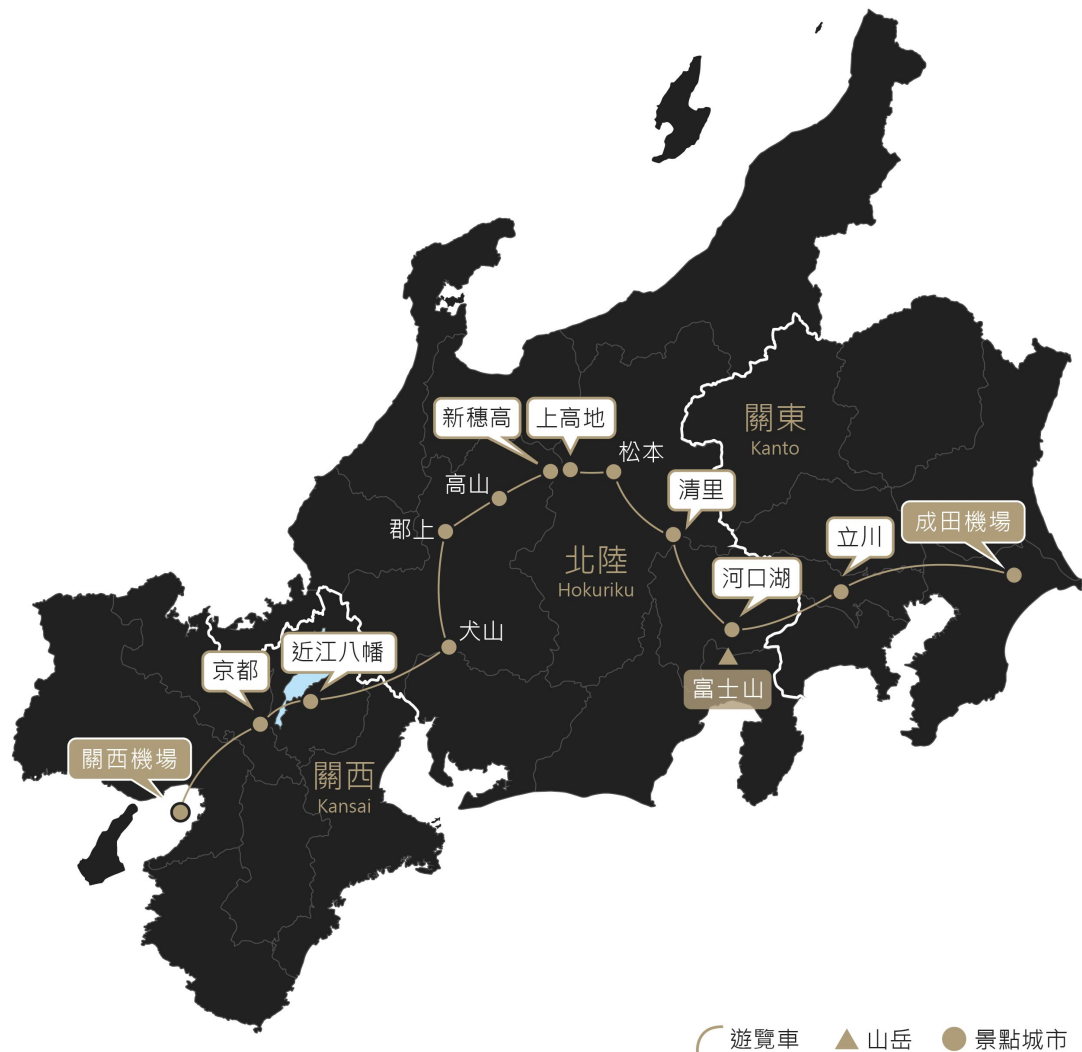 新穗高
上高地
關東
Kanto
松本
高山
清里
成田機場
郡上
立川
北陸
Hokuriku
河口湖
犬山
近江八幡
京都
富士山
關西機場
關西
Kansai
遊覽車
山岳
景點城市